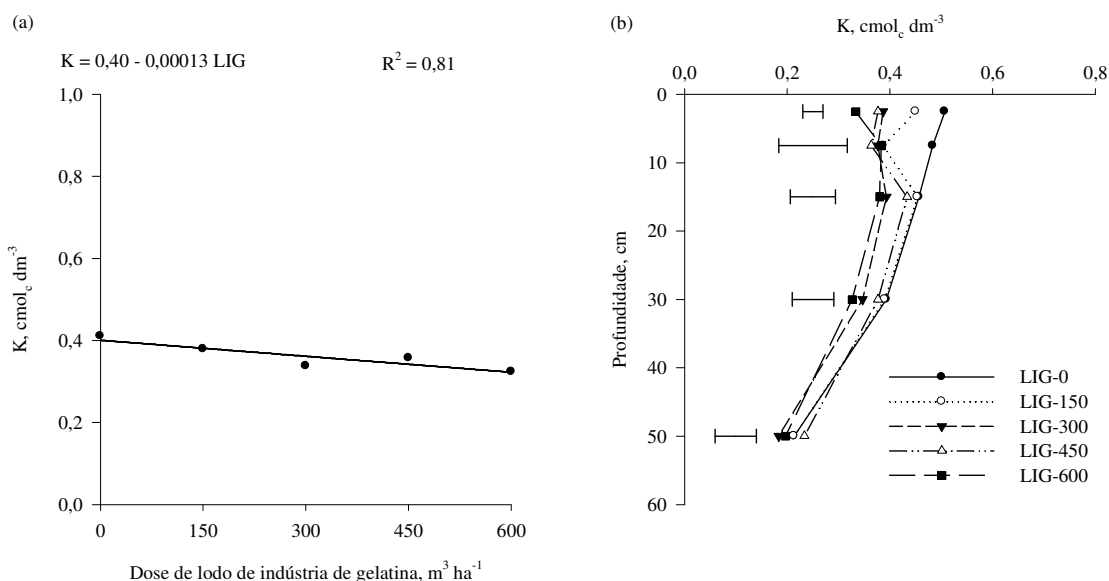 (a)
K = 0,40 - 0,00013 LIG R² = 0,81
1,0
0,8
0,6
0,4
0,2
0,0
K, cmol_c dm⁻³
0 150 300 450 600
Dose de lodo de indústria de gelatina, m³ ha⁻¹
(b)
K, cmol_c dm⁻³
0,0 0,2 0,4 0,6 0,8
0
10
20
30
40
50
60
Profundidade, cm
LIG-0
LIG-150
LIG-300
LIG-450
LIG-600